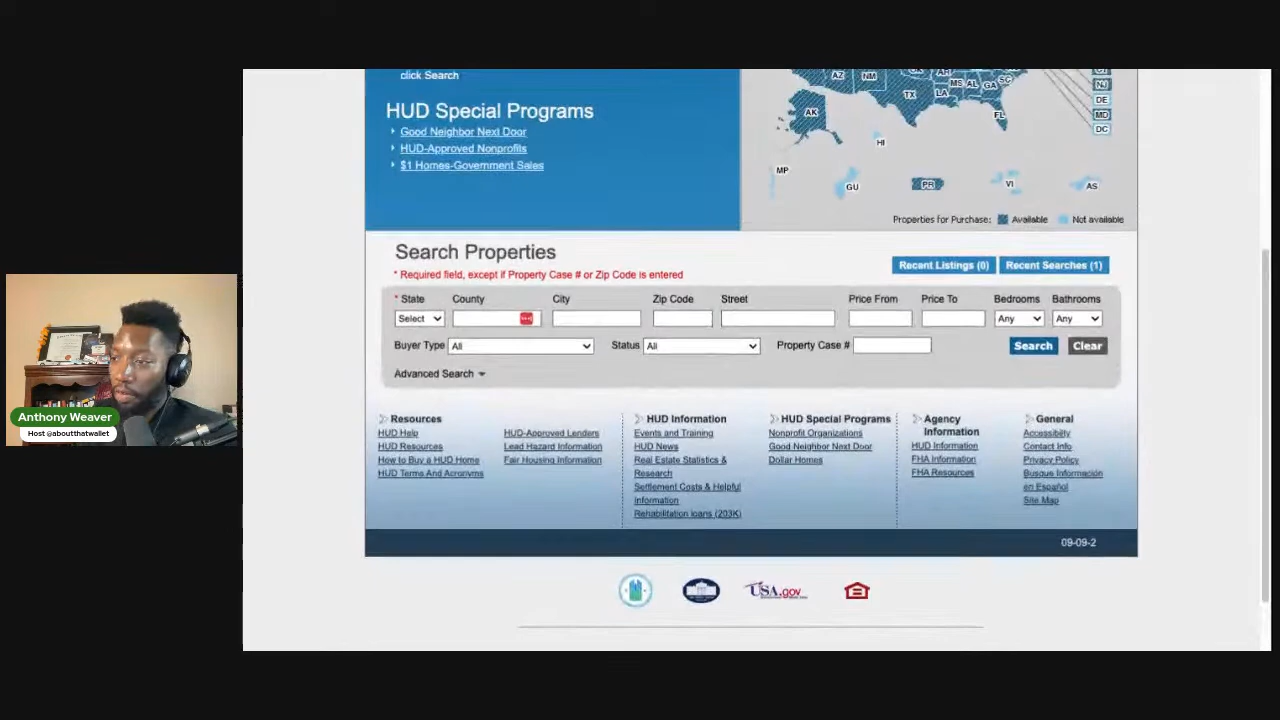 click Search
HUD Special Programs
Good Neighbor Next Door
HUD-Approved Nonprofits
$1 Homes-Government Sales
AZ
NM
AR
SC
TX
LA
MS
AL
GA
AK
FL
HI
NJ
DE
MD
DC
MP
GU
PR
VI
AS
Properties for Purchase: Available Not available
Search Properties
* Required field, except if Property Case # or Zip Code is entered
Recent Listings (0)
Recent Searches (1)
* State County City Zip Code Street Price From Price To Bedrooms Bathrooms
Select Any Any
Buyer Type All Status All Property Case # Search Clear
Advanced Search
Resources
HUD Help
HUD Resources
How to Buy a HUD Home
HUD Terms And Acronyms
HUD-Approved Lenders
Lead Hazard Information
Fair Housing Information
HUD Information
Events and Training
HUD News
Real Estate Statistics &
Research
Settlement Costs & Helpful
Information
Rehabilitation loans (203K)
HUD Special Programs
Nonprofit Organizations
Good Neighbor Next Door
Dollar Homes
Agency
Information
HUD Information
FHA Information
FHA Resources
General
Accessibility
Contact Info
Privacy Policy
Busque Información
en Español
Site Map
09-09-2
USA.gov
Anthony Weaver
Host @aboutthatwallet